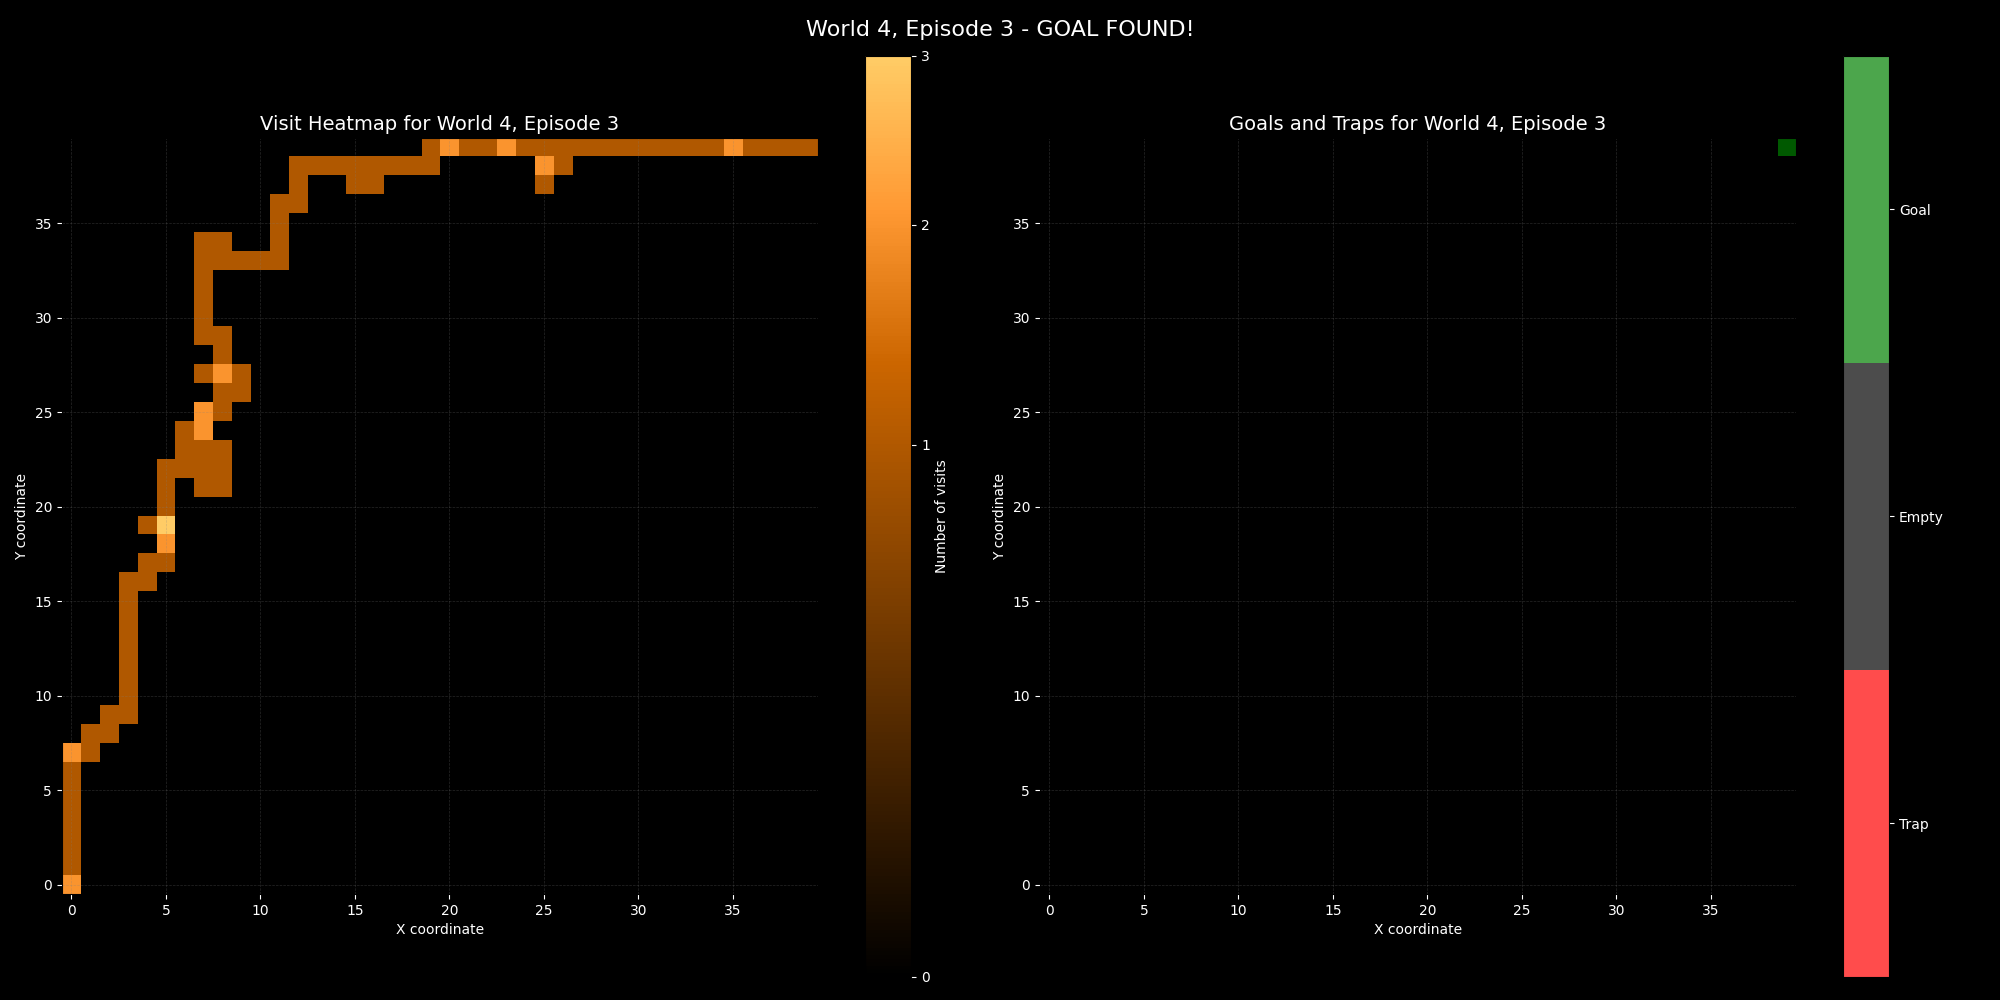 World 4, Episode 3 - GOAL FOUND!
Visit Heatmap for World 4, Episode 3
35
30
25
20
15
10
5
0
Y coordinate
0 5 10 15 20 25 30 35
X coordinate
3
2
1
0
Number of visits
Goals and Traps for World 4, Episode 3
35
30
25
20
15
10
5
0
Y coordinate
0 5 10 15 20 25 30 35
X coordinate
Goal
Empty
Trap